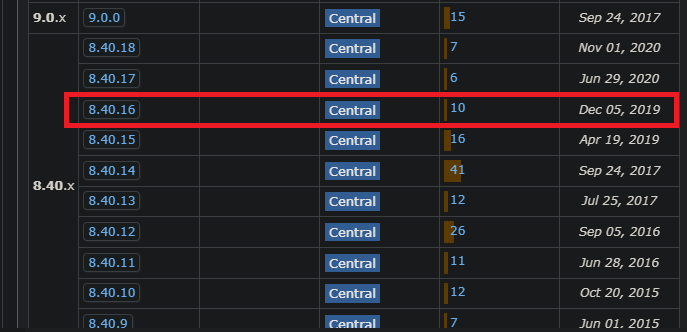 9.0.x 9.0.0 Central 15 Sep 24, 2017
8.40.18 Central 7 Nov 01, 2020
8.40.17 Central 6 Jun 29, 2020
8.40.16 Central 10 Dec 05, 2019
8.40.15 Central 16 Apr 19, 2019
8.40.x 8.40.14 Central 41 Sep 24, 2017
8.40.13 Central 12 Jul 25, 2017
8.40.12 Central 26 Sep 05, 2016
8.40.11 Central 11 Jun 28, 2016
8.40.10 Central 12 Oct 20, 2015
8.40.9 Central 7 Jun 01, 2015